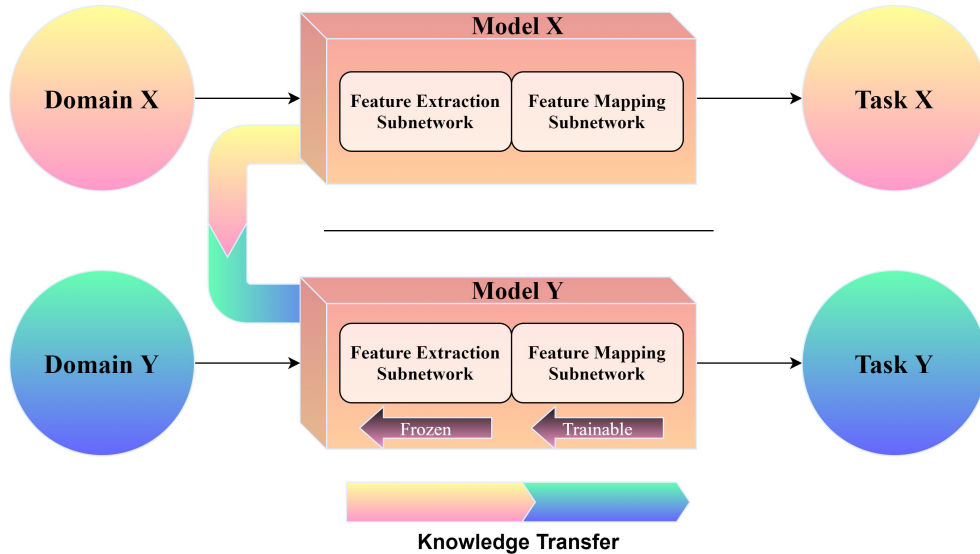 Model X
Domain X
Feature Extraction
Subnetwork
Feature Mapping
Subnetwork
Task X
Model Y
Domain Y
Feature Extraction
Subnetwork
Feature Mapping
Subnetwork
Task Y
Frozen
Trainable
Knowledge Transfer